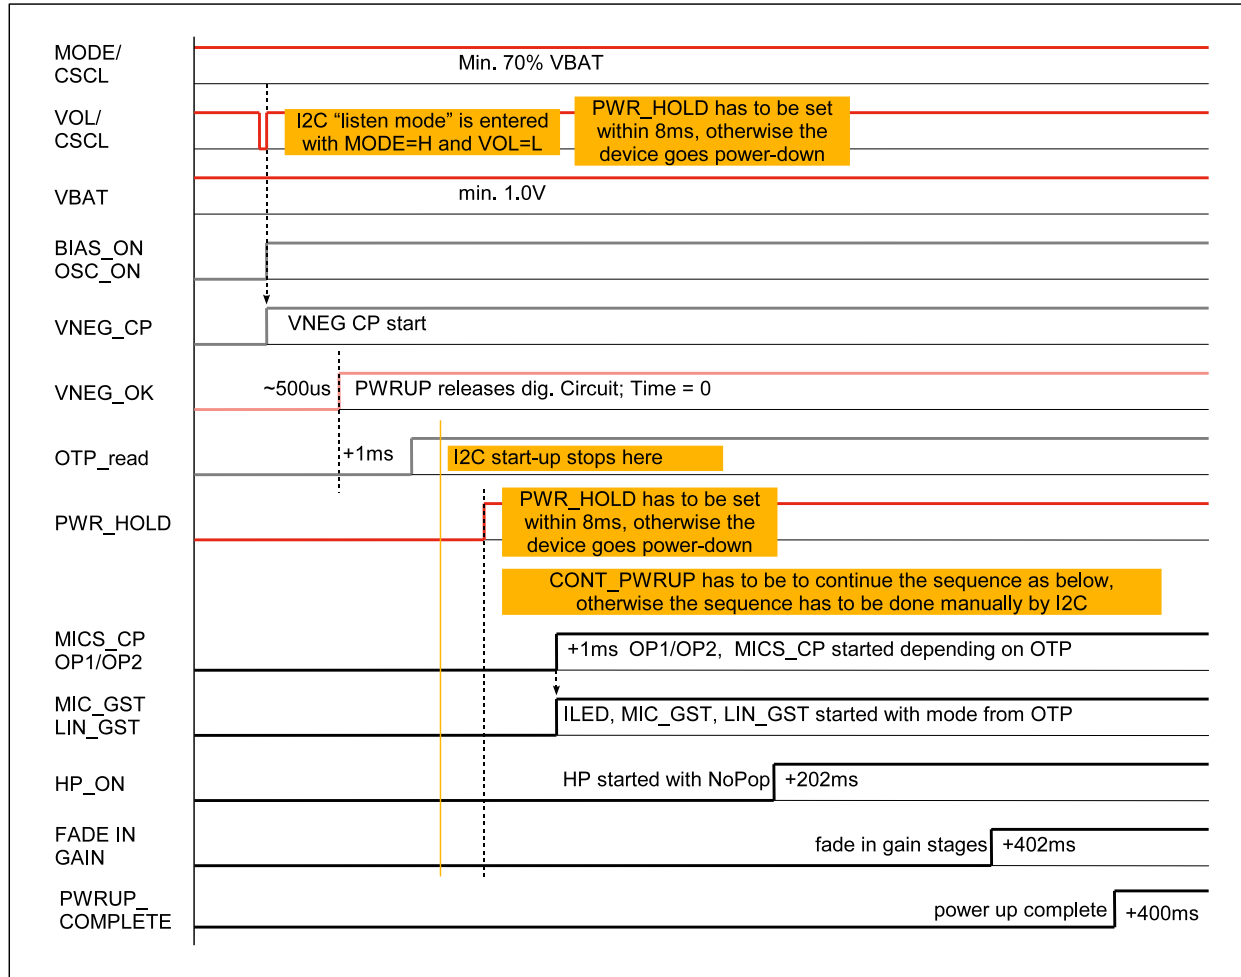 MODE/
CSCL
Min. 70% VBAT
VOL/
CSCL
I2C “listen mode” is entered
with MODE=H and VOL=L
PWR_HOLD has to be set
within 8ms, otherwise the
device goes power-down
VBAT
min. 1.0V
BIAS_ON
OSC_ON
VNEG_CP
VNEG CP start
VNEG_OK
~500us
PWRUP releases dig. Circuit; Time = 0
OTP_read
+1ms
I2C start-up stops here
PWR_HOLD
PWR_HOLD has to be set
within 8ms, otherwise the
device goes power-down
CONT_PWRUP has to be to continue the sequence as below,
otherwise the sequence has to be done manually by I2C
MICS_CP
OP1/OP2
+1ms OP1/OP2, MICS_CP started depending on OTP
MIC_GST
LIN_GST
ILED, MIC_GST, LIN_GST started with mode from OTP
HP_ON
HP started with NoPop
+202ms
FADE IN
GAIN
fade in gain stages
+402ms
PWRUP_
COMPLETE
power up complete
+400ms